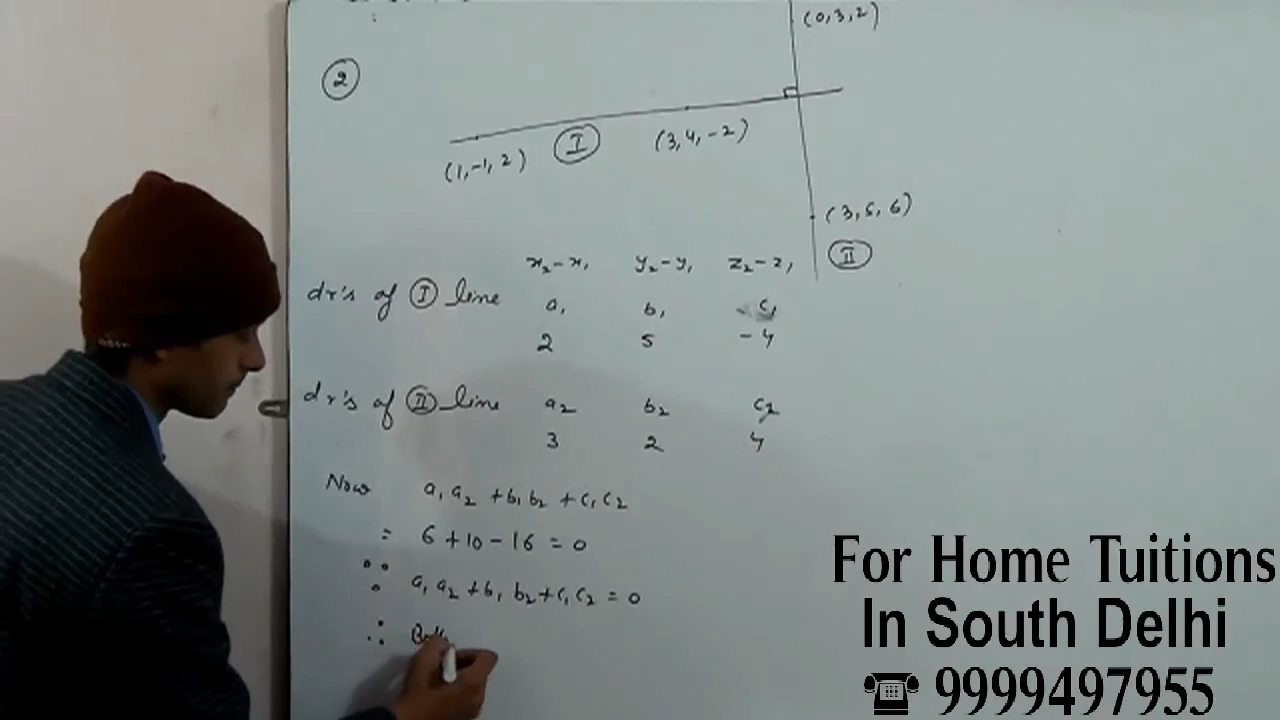 (0, 3, 2)
2
I
(3, 4, -2)
(1, -1, 2)
(3, 5, 6)
II
x₂ - x₁ y₂ - y₁ z₂ - z₁
dr's of I line a₁ b₁ c₁
2 5 -4
dr's of II line a₂ b₂ c₂
3 2 4
Now a₁a₂ + b₁b₂ + c₁c₂
= 6 + 10 - 16 = 0
∵ a₁a₂ + b₁b₂ + c₁c₂ = 0
∴
For Home Tuitions
In South Delhi
☎ 9999497955